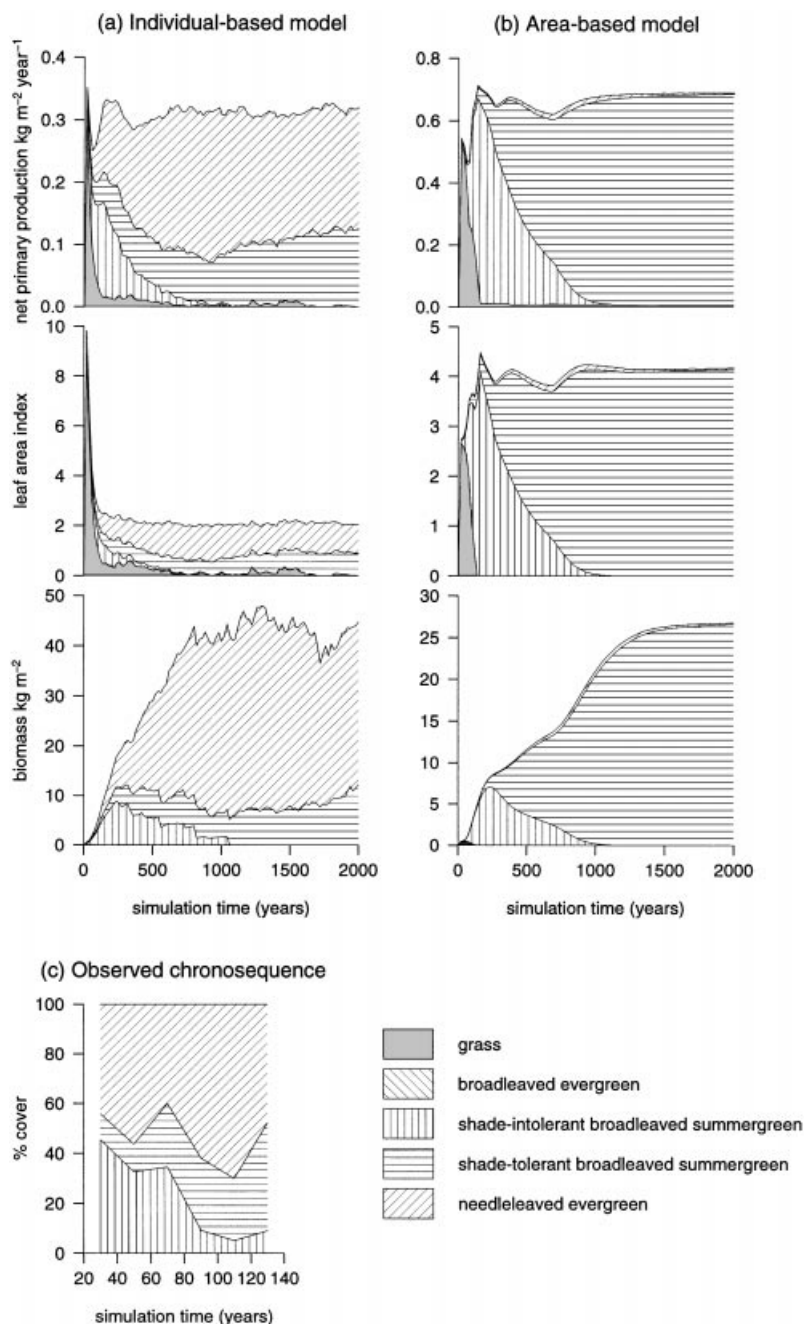 (a) Individual-based model
(b) Area-based model
net primary production kg m⁻² year⁻¹
0.4
0.3
0.2
0.1
0.0
0.8
0.6
0.4
0.2
0.0
leaf area index
10
8
6
4
2
0
5
4
3
2
1
0
biomass kg m⁻²
50
40
30
20
10
0
30
25
20
15
10
5
0
0 500 1000 1500 2000
0 500 1000 1500 2000
simulation time (years)
simulation time (years)
(c) Observed chronosequence
% cover
100
80
60
40
20
0
20 40 60 80 100 120 140
simulation time (years)
grass
broadleaved evergreen
shade-intolerant broadleaved summergreen
shade-tolerant broadleaved summergreen
needleleaved evergreen